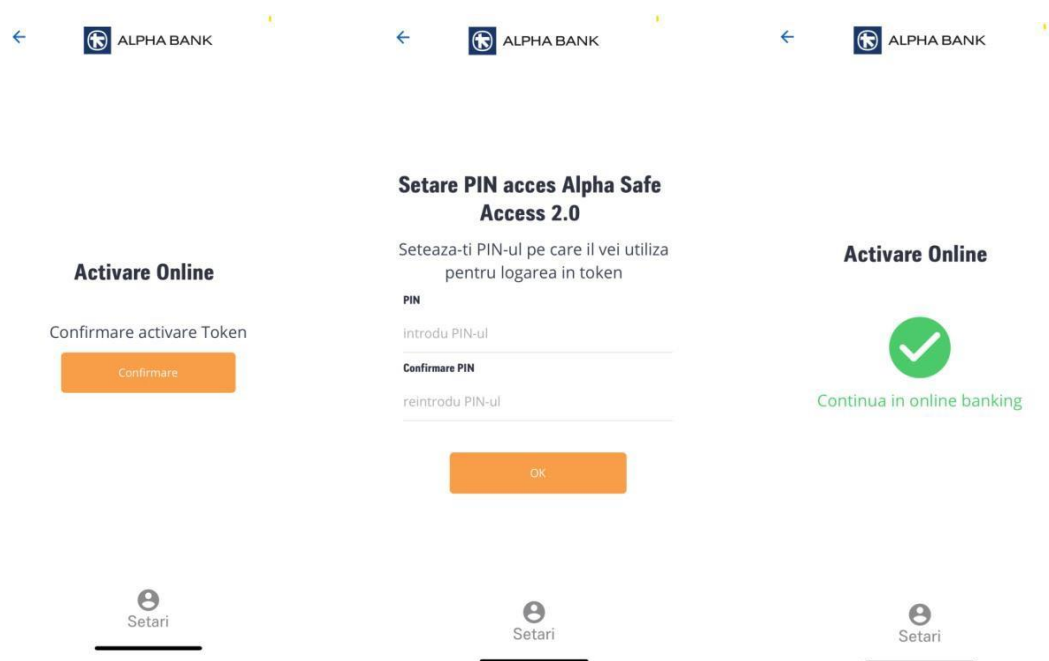 ALPHA BANK
Activare Online
Confirmare activare Token
Confirmare
Setari
ALPHA BANK
Setare PIN acces Alpha Safe
Access 2.0
Seteaza-ti PIN-ul pe care il vei utiliza
pentru logarea in token
PIN
introdu PIN-ul
Confirmare PIN
reintrodu PIN-ul
OK
Setari
ALPHA BANK
Activare Online
Continua in online banking
Setari